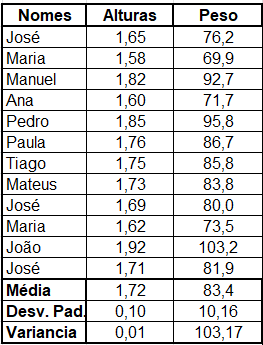 Nomes Alturas Peso
José 1,65 76,2
Maria 1,58 69,9
Manuel 1,82 92,7
Ana 1,60 71,7
Pedro 1,85 95,8
Paula 1,76 86,7
Tiago 1,75 85,8
Mateus 1,73 83,8
José 1,69 80,0
Maria 1,62 73,5
João 1,92 103,2
José 1,71 81,9
Média 1,72 83,4
Desv. Pad. 0,10 10,16
Variancia 0,01 103,17